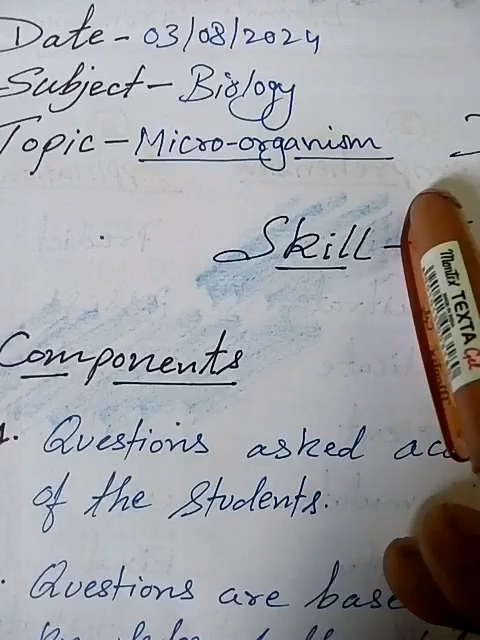 Date - 03/08/2024
Subject - Biology
Topic - Micro-organism
Skill -
Components
Questions asked
of the Students.
Questions are
Montex TEXTA Gel